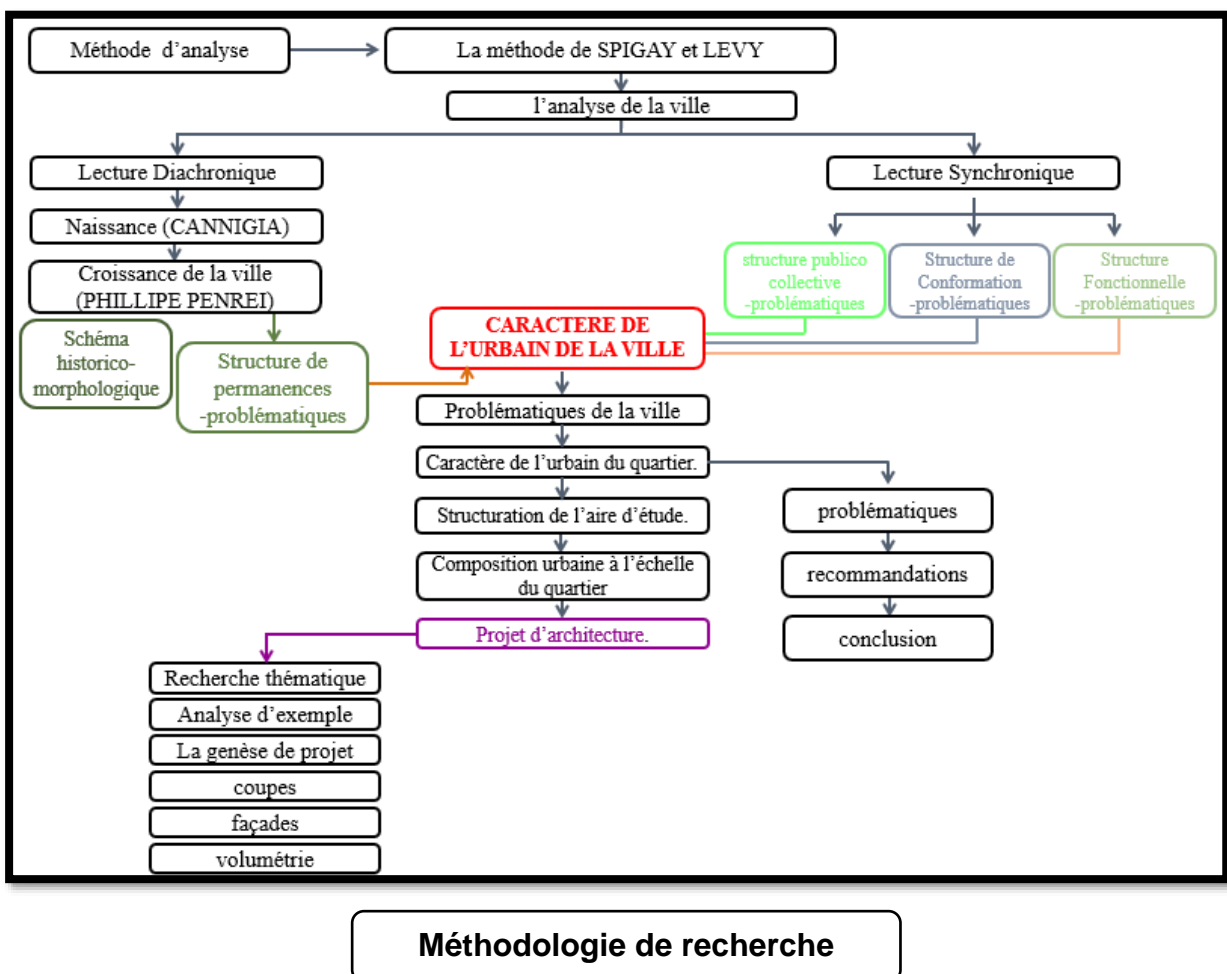 Méthode d’analyse
La méthode de SPIGAY et LEVY
l’analyse de la ville
Lecture Diachronique
Lecture Synchronique
Naissance (CANNIGIA)
Croissance de la ville
(PHILLIPE PENREI)
Schéma
historico-
morphologique
Structure de
permanences
-problématiques
structure publico
collective
-problématiques
Structure de
Conformation
-problématiques
Structure
Fonctionnelle
-problématiques
CARACTERE DE
L’URBAIN DE LA VILLE
Problématiques de la ville
Caractère de l’urbain du quartier.
Structuration de l’aire d’étude.
Composition urbaine à l’échelle
du quartier
Projet d’architecture.
problématiques
recommandations
conclusion
Recherche thématique
Analyse d’exemple
La genèse de projet
coupes
façades
volumétrie
Méthodologie de recherche